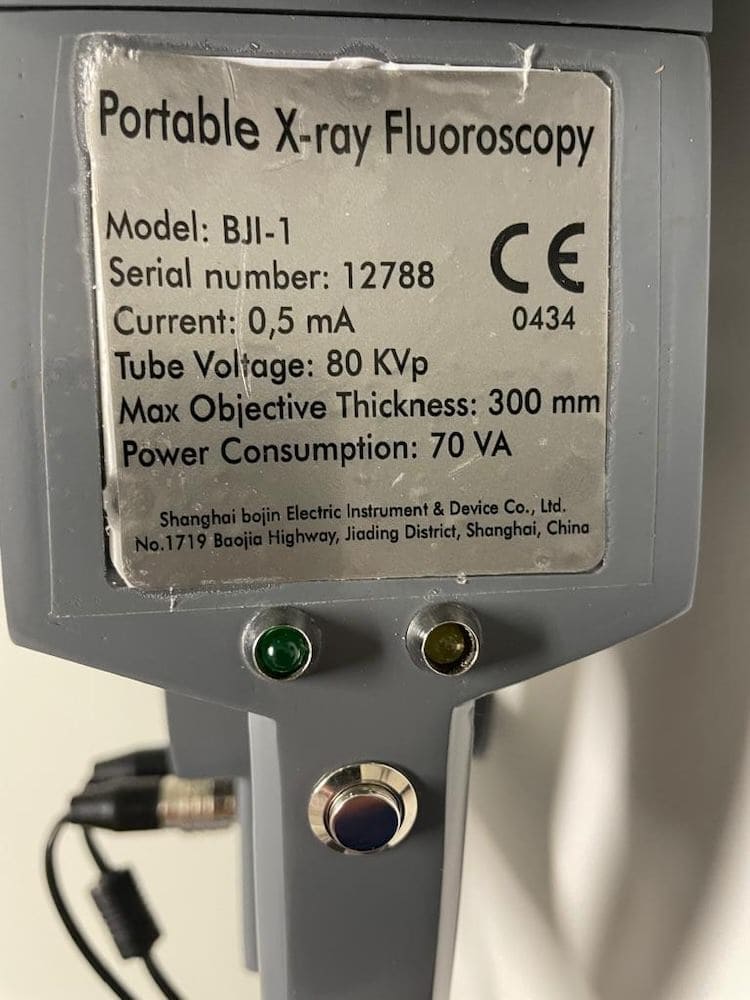 Portable X-ray Fluoroscopy
Model: BJI-1
Serial number: 12788
CE
0434
Current: 0,5 mA
Tube Voltage: 80 KVp
Max Objective Thickness: 300 mm
Power Consumption: 70 VA
Shanghai bojin Electric Instrument & Device Co., Ltd.
No.1719 Baojia Highway, Jiading District, Shanghai, China